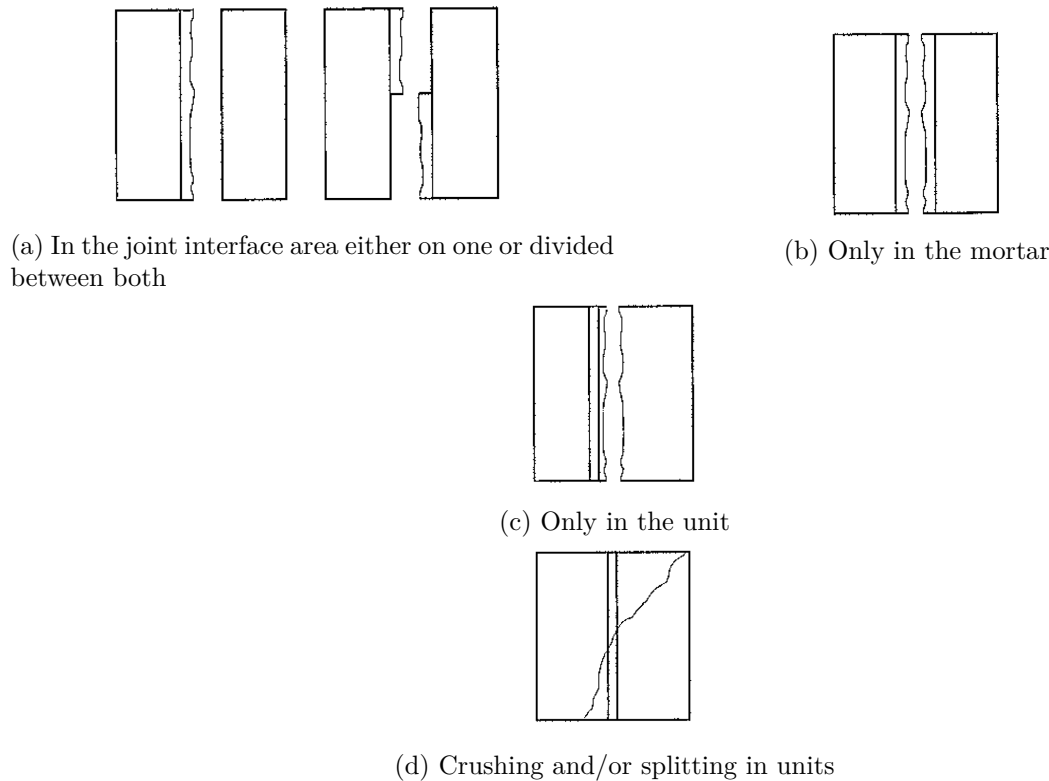 (a) In the joint interface area either on one or divided
between both
(b) Only in the mortar
(c) Only in the unit
(d) Crushing and/or splitting in units